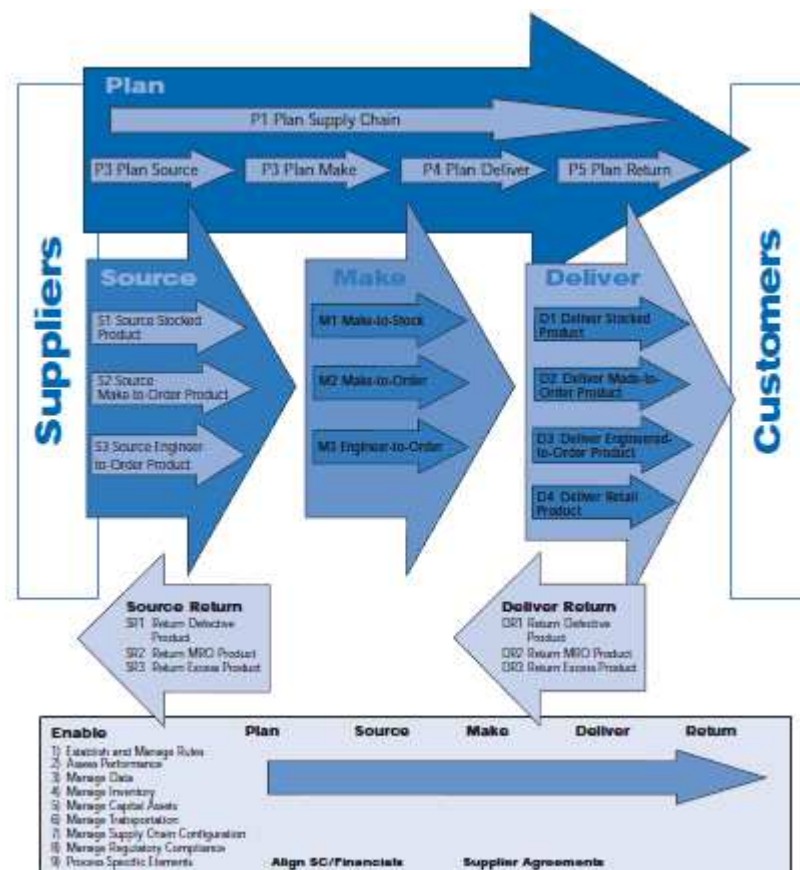 Plan
P1 Plan Supply Chain
P3 Plan Source
P3 Plan Make
P4 Plan Deliver
P5 Plan Return
Suppliers
Customers
Source
S1 Source Stocked
Product
S2 Source
Make-to-Order Product
S3 Source Engineer
to-Order Product
Make
M1 Make-to-Stock
M2 Make-to-Order
M3 Engineer-to-Order
Deliver
D1 Deliver Stocked
Product
D2 Deliver Made-to-
Order Product
D3 Deliver Engineered-
to-Order Product
D4 Deliver Retail
Product
Source Return
SR1 Return Defective
Product
SR2 Return MRO Product
SR3 Return Excess Product
Deliver Return
DR1 Return Defective
Product
DR2 Return MRO Product
DR3 Return Excess Product
Enable
Plan
Source
Make
Deliver
Return
1) Establish and Manage Rules
2) Assess Performance
3) Manage Data
4) Manage Inventory
5) Manage Capital Assets
6) Manage Transportation
7) Manage Supply Chain Configuration
8) Manage Regulatory Compliance
9) Process Specific Elements
Align SC/Financials
Supplier Agreements